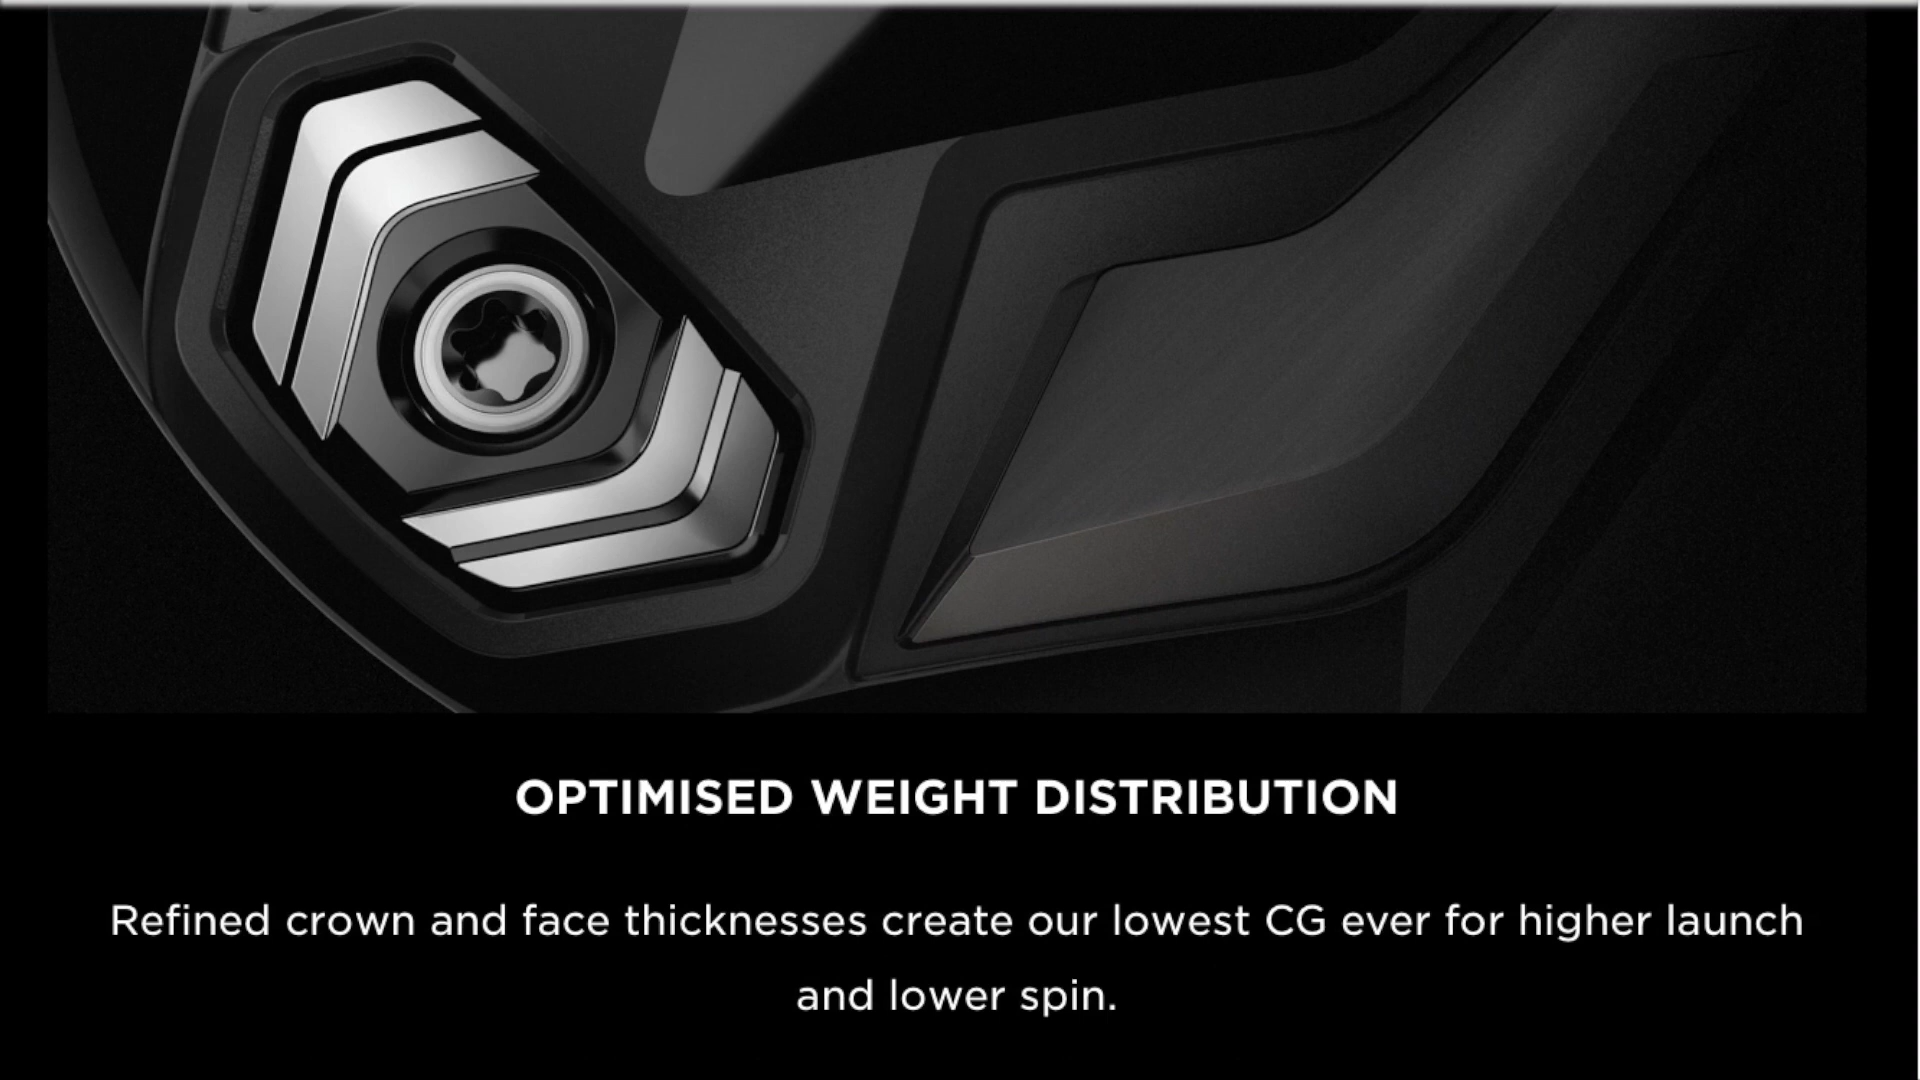 OPTIMISED WEIGHT DISTRIBUTION
Refined crown and face thicknesses create our lowest CG ever for higher launch
and lower spin.